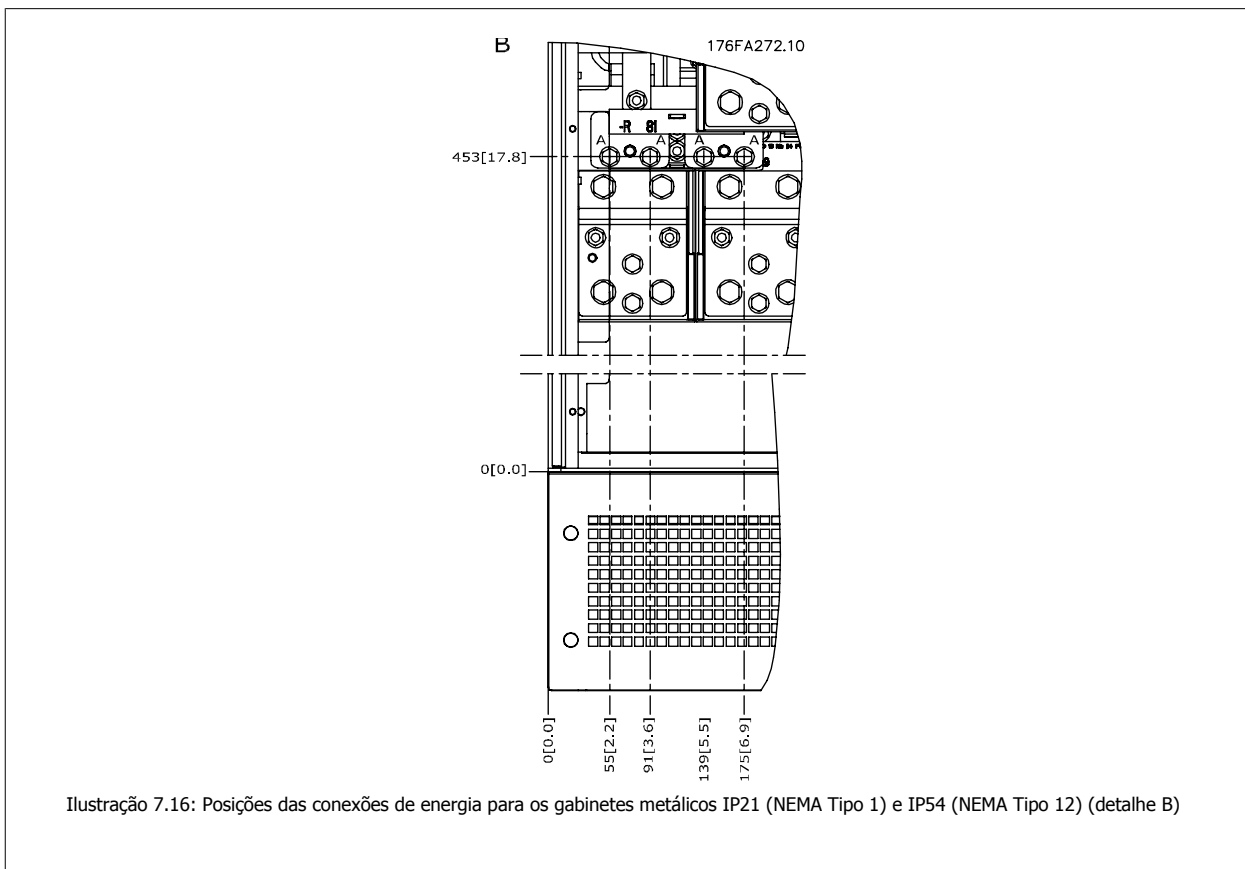 B
176FA272.10
-R 81
A A A A
453[17.8]
0[0.0]
0[0.0]
55[2.2]
91[3.6]
139[5.5]
175[6.9]
Ilustração 7.16: Posições das conexões de energia para os gabinetes metálicos IP21 (NEMA Tipo 1) e IP54 (NEMA Tipo 12) (detalhe B)